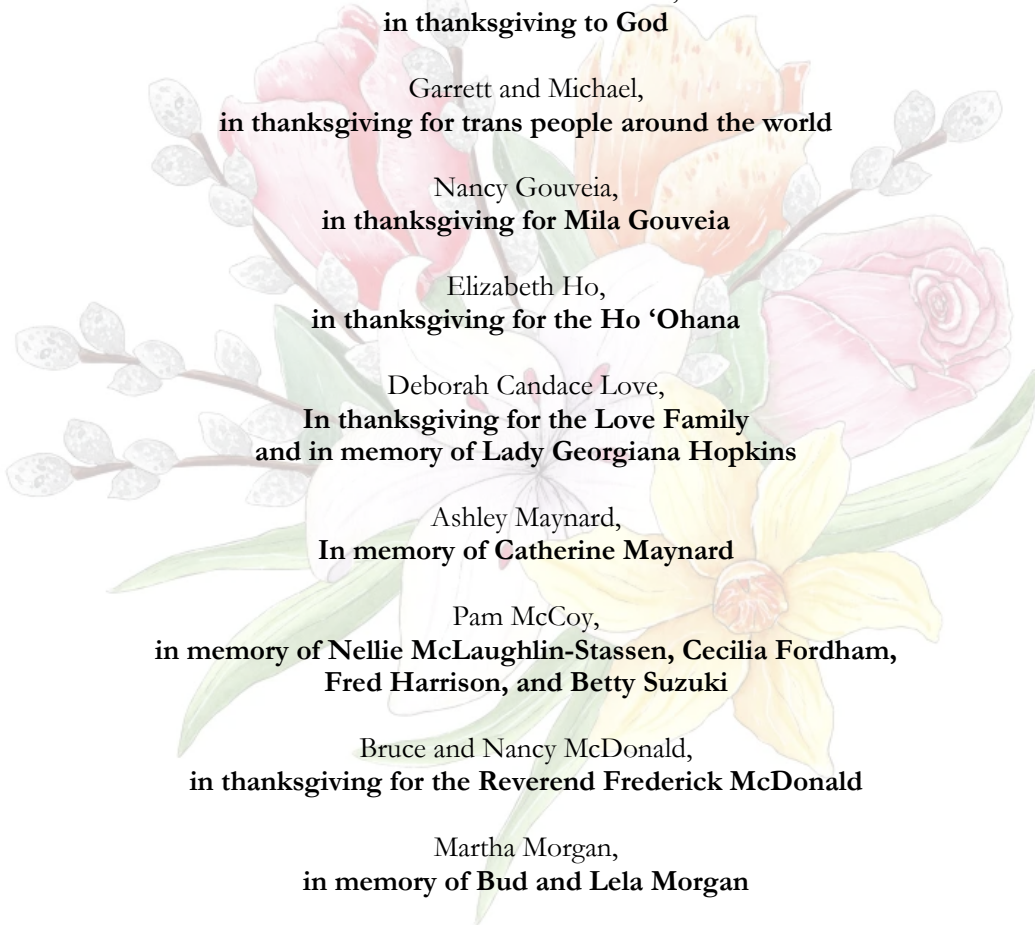 in thanksgiving to God
Garrett and Michael,
in thanksgiving for trans people around the world
Nancy Gouveia,
in thanksgiving for Mila Gouveia
Elizabeth Ho,
in thanksgiving for the Ho ‘Ohana
Deborah Candace Love,
In thanksgiving for the Love Family
and in memory of Lady Georgiana Hopkins
Ashley Maynard,
In memory of Catherine Maynard
Pam McCoy,
in memory of Nellie McLaughlin-Stassen, Cecilia Fordham,
Fred Harrison, and Betty Suzuki
Bruce and Nancy McDonald,
in thanksgiving for the Reverend Frederick McDonald
Martha Morgan,
in memory of Bud and Lela Morgan